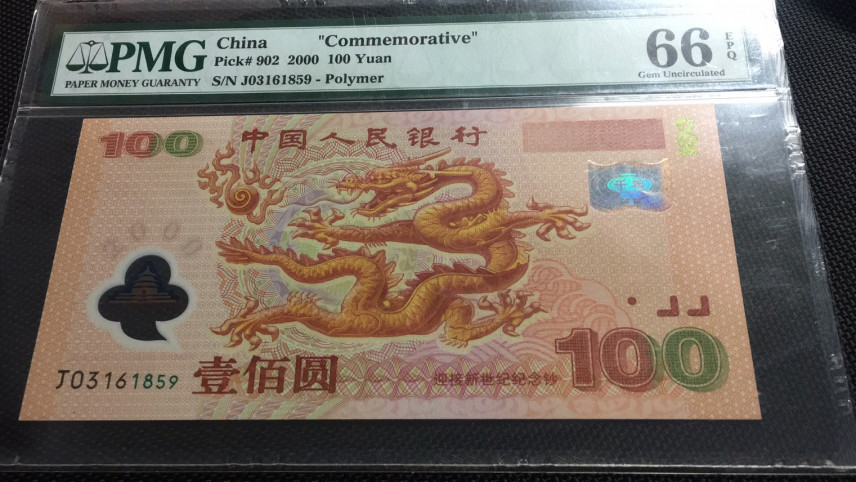 PMG
PAPER MONEY GUARANTY
China "Commemorative"
Pick# 902 2000 100 Yuan
S/N J03161859 - Polymer
66 EPQ
Gem Uncirculated
100
中国人民银行
2000
J03161859
壹佰圆
迎接新世纪纪念钞
100